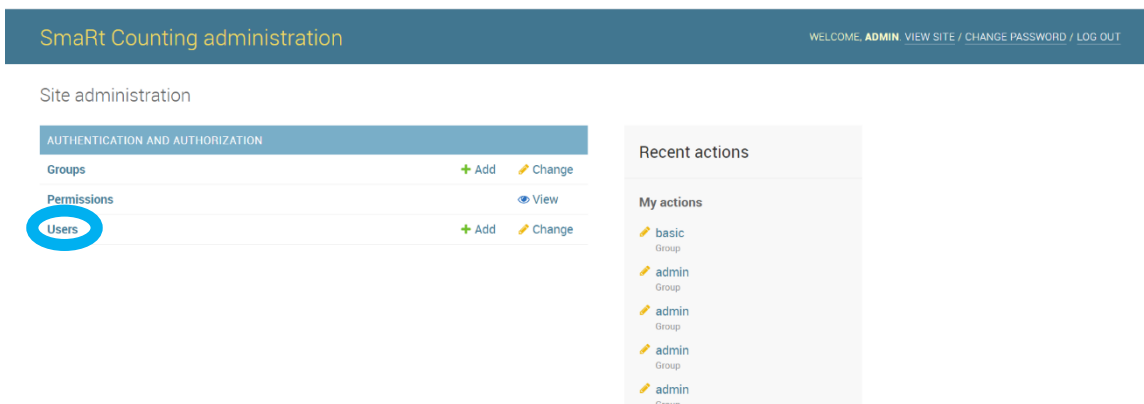 SmaRt Counting administration
WELCOME, ADMIN. VIEW SITE / CHANGE PASSWORD / LOG OUT
Site administration
AUTHENTICATION AND AUTHORIZATION
Groups + Add Change
Permissions View
Users + Add Change
Recent actions
My actions
basic
Group
admin
Group
admin
Group
admin
Group
admin
Group